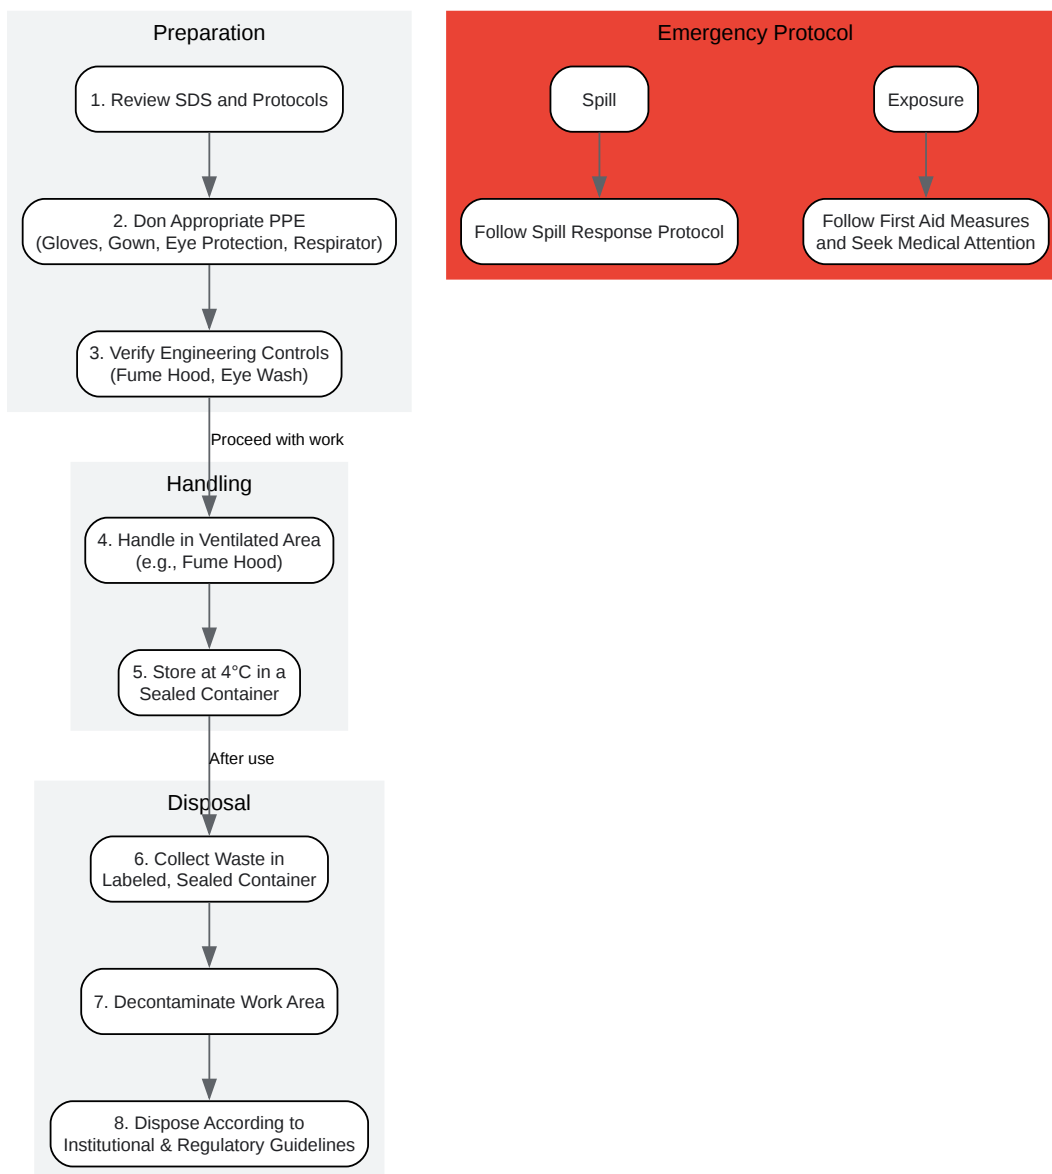 Preparation
1. Review SDS and Protocols
2. Don Appropriate PPE
(Gloves, Gown, Eye Protection, Respirator)
3. Verify Engineering Controls
(Fume Hood, Eye Wash)
Proceed with work
Handling
4. Handle in Ventilated Area
(e.g., Fume Hood)
5. Store at 4°C in a
Sealed Container
After use
Disposal
6. Collect Waste in
Labeled, Sealed Container
7. Decontaminate Work Area
8. Dispose According to
Institutional & Regulatory Guidelines
Emergency Protocol
Spill
Follow Spill Response Protocol
Exposure
Follow First Aid Measures
and Seek Medical Attention